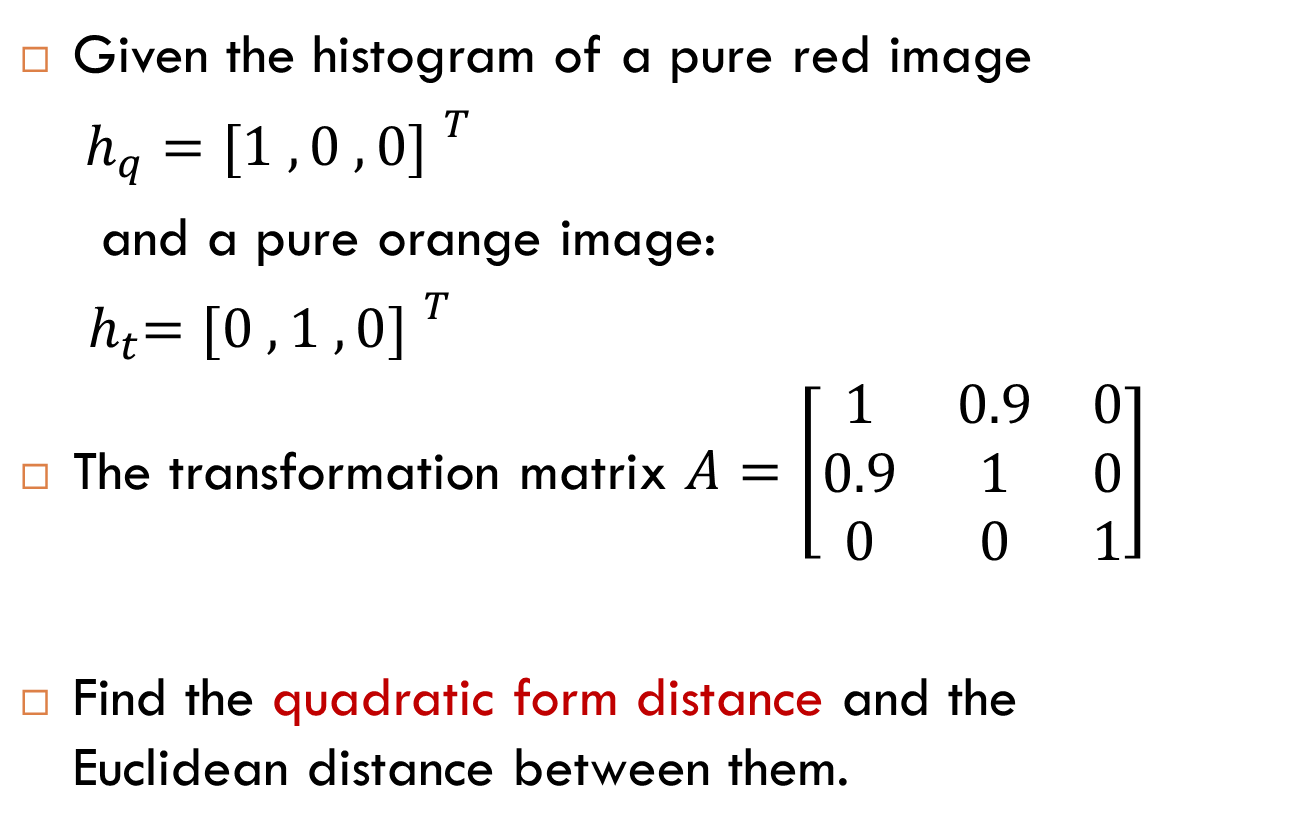 □ Given the histogram of a pure red image
h_q = [1 , 0 , 0] ^T
and a pure orange image:
h_t= [0 , 1 , 0] ^T
□ The transformation matrix A = [1 0.9 0
0.9 1 0
0 0 1]
□ Find the quadratic form distance and the
Euclidean distance between them.